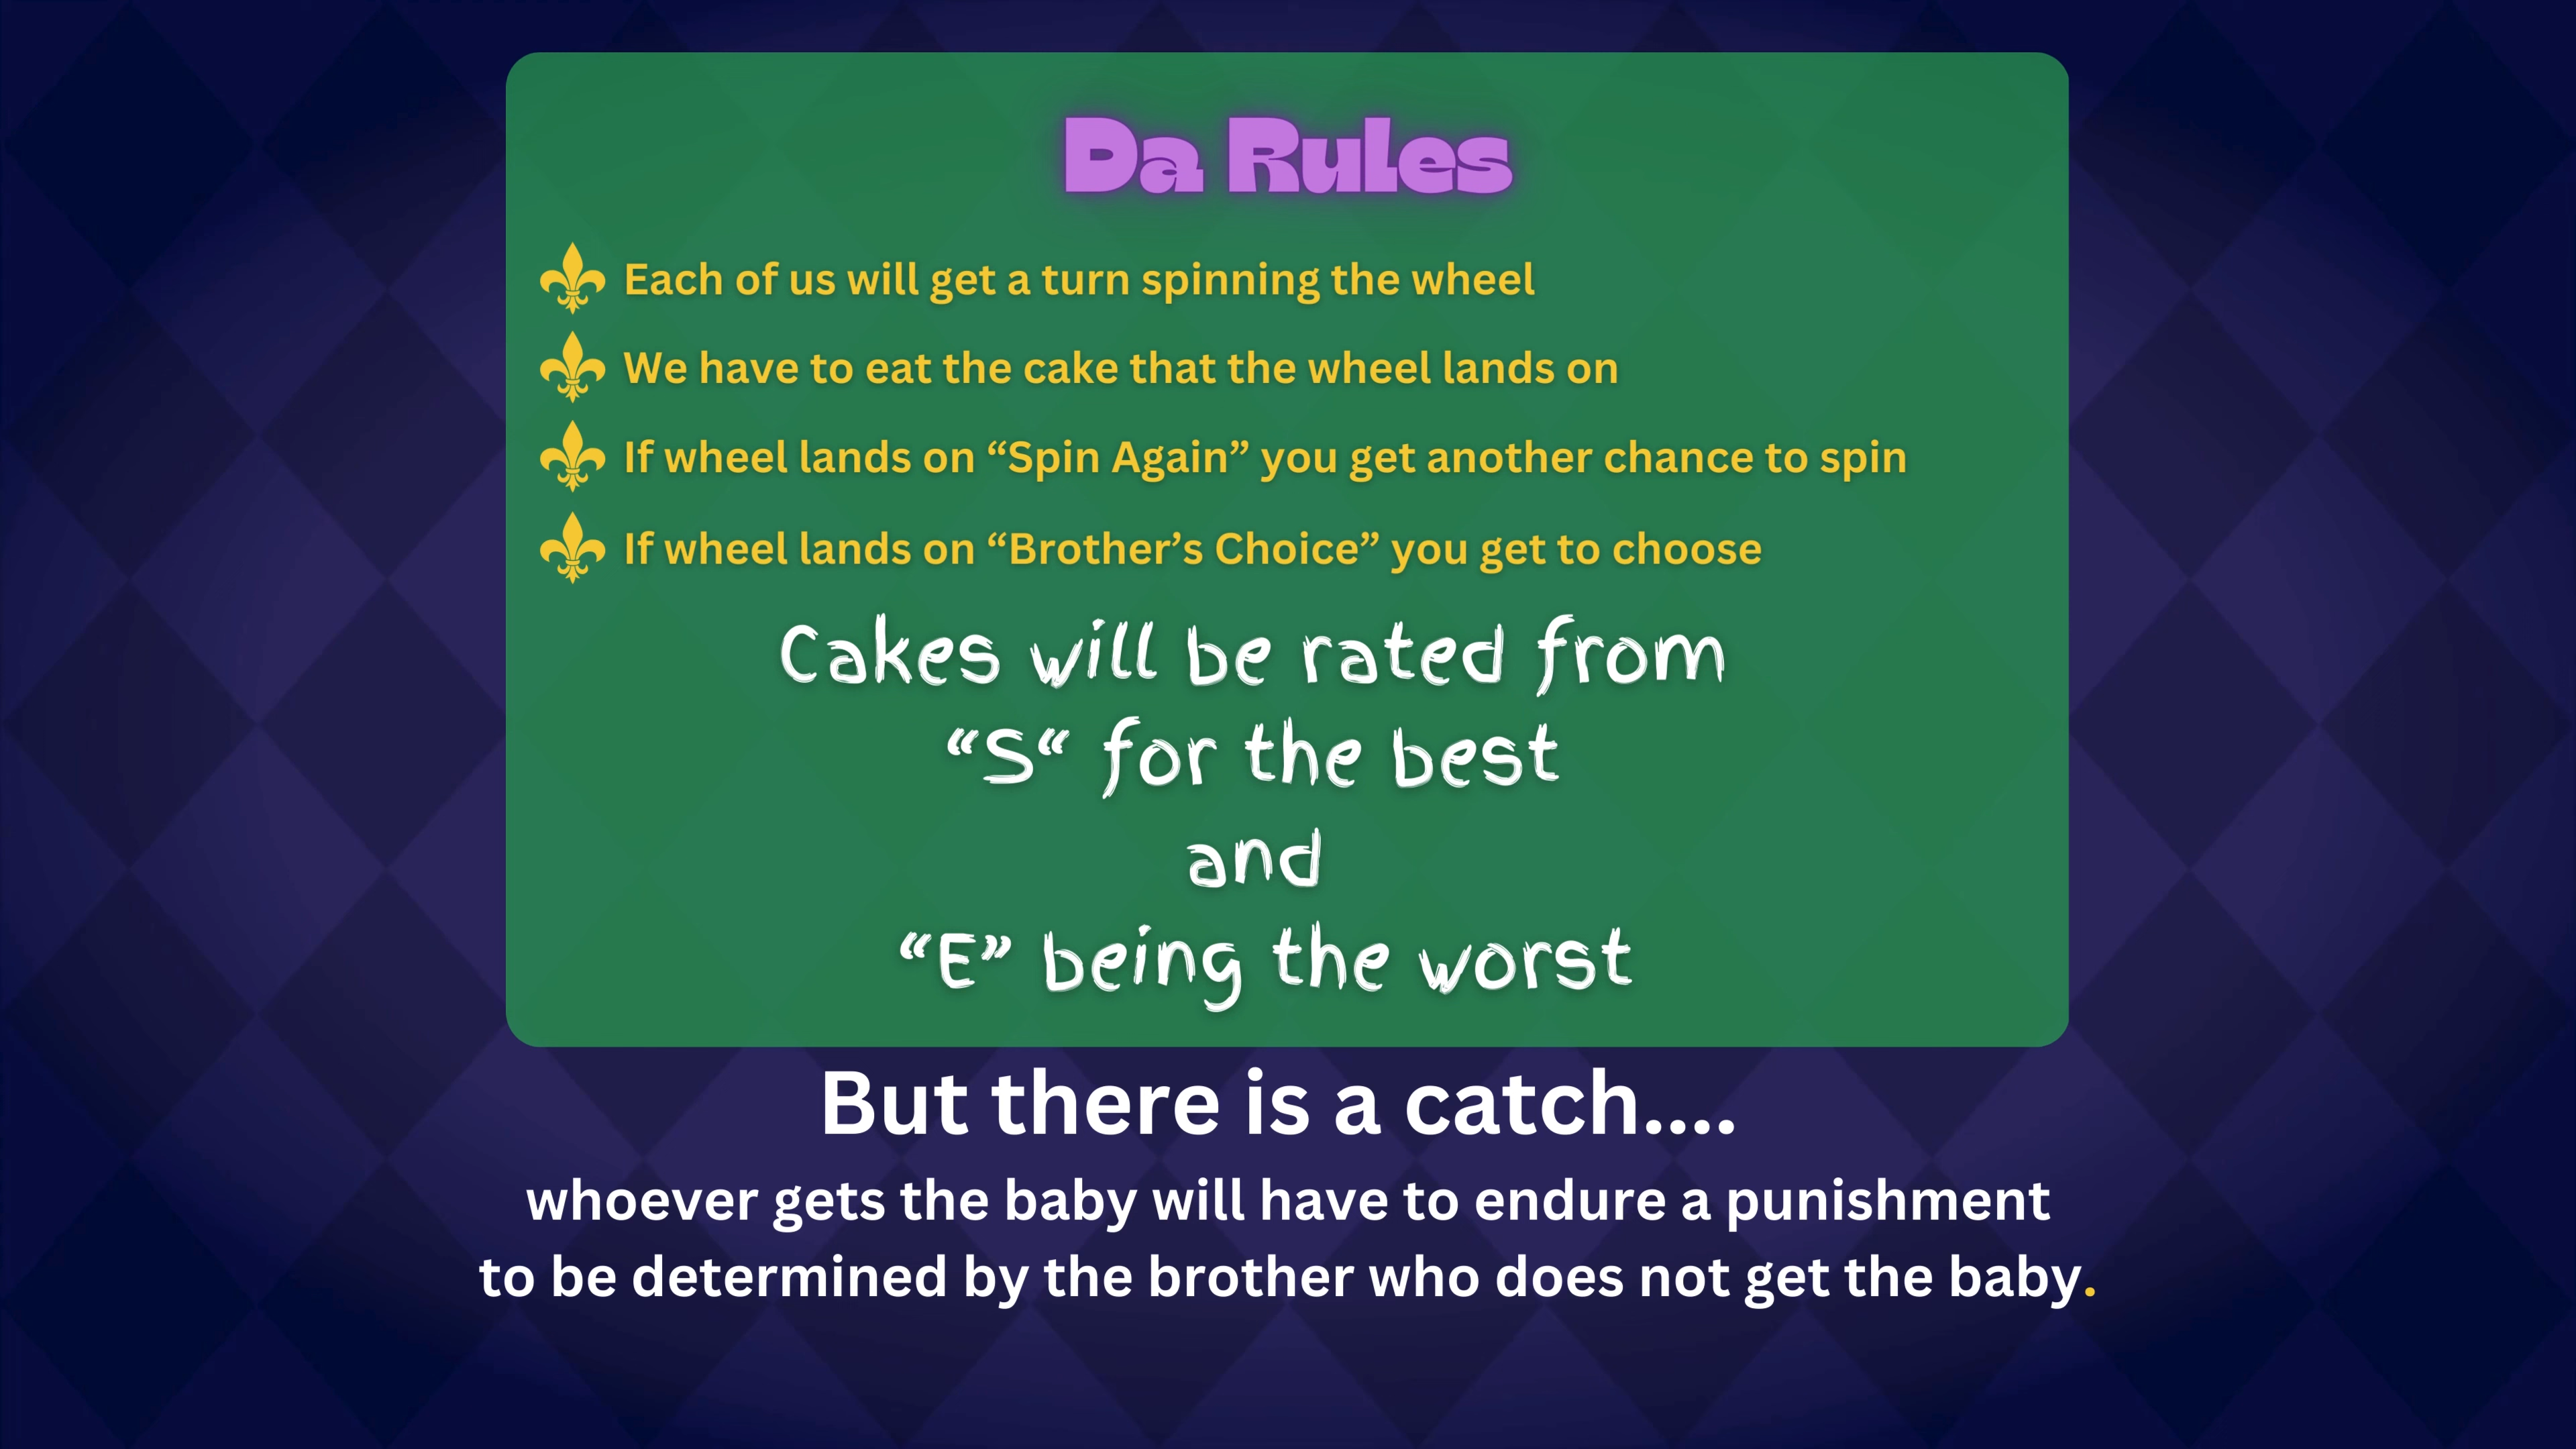 Da Rules
Each of us will get a turn spinning the wheel
We have to eat the cake that the wheel lands on
If wheel lands on “Spin Again” you get another chance to spin
If wheel lands on “Brother’s Choice” you get to choose
Cakes will be rated from
“S“ for the best
and
“E” being the worst
But there is a catch....
whoever gets the baby will have to endure a punishment
to be determined by the brother who does not get the baby.